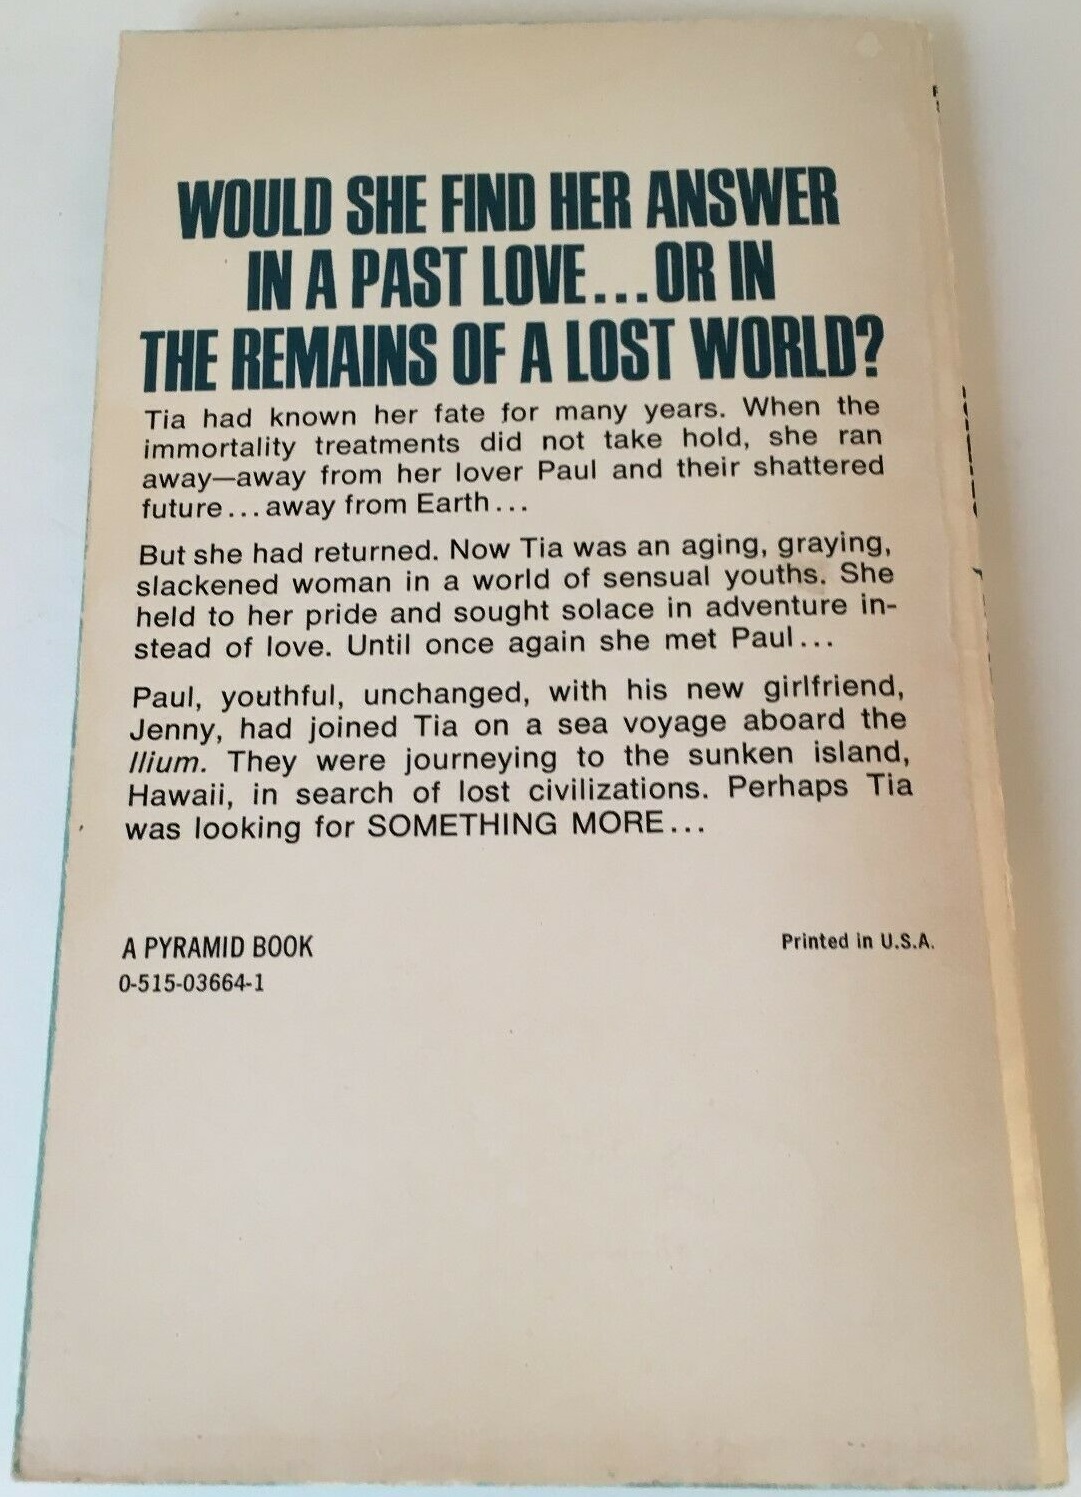 WOULD SHE FIND HER ANSWER
IN A PAST LOVE...OR IN
THE REMAINS OF A LOST WORLD?
Tia had known her fate for many years. When the
immortality treatments did not take hold, she ran
away—away from her lover Paul and their shattered
future...away from Earth...
But she had returned. Now Tia was an aging, graying,
slackened woman in a world of sensual youths. She
held to her pride and sought solace in adventure in-
stead of love. Until once again she met Paul...
Paul, youthful, unchanged, with his new girlfriend,
Jenny, had joined Tia on a sea voyage aboard the
Ilium. They were journeying to the sunken island,
Hawaii, in search of lost civilizations. Perhaps Tia
was looking for SOMETHING MORE...
A PYRAMID BOOK
Printed in U.S.A.
0-515-03664-1